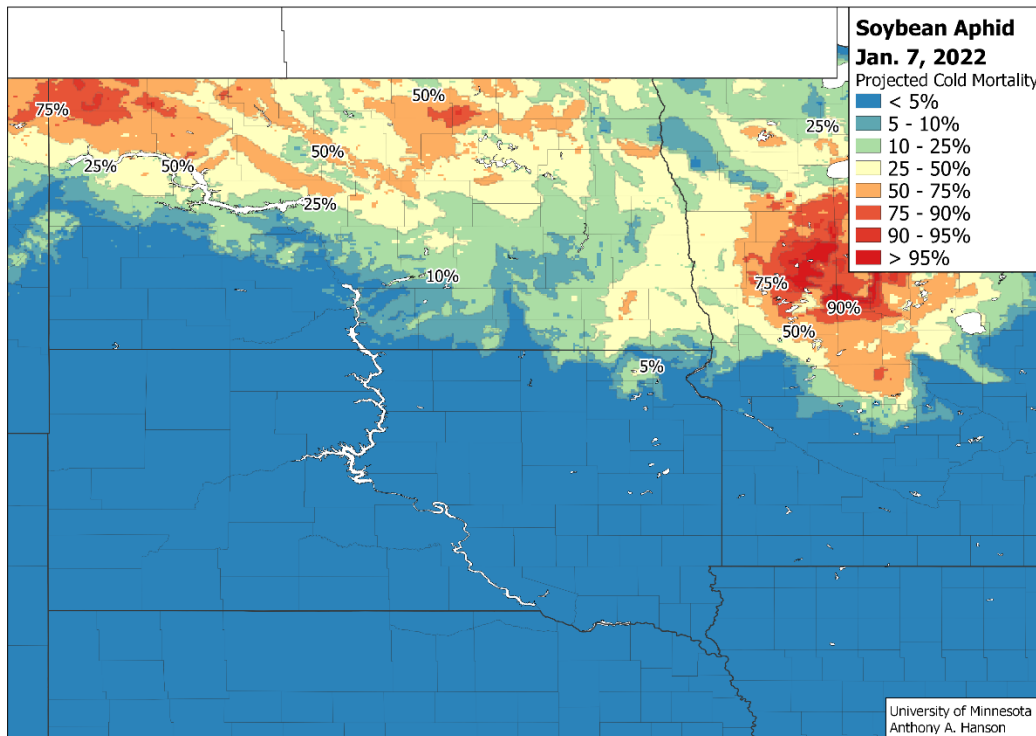 Soybean Aphid
Jan. 7, 2022
Projected Cold Mortality
< 5%
5 - 10%
10 - 25%
25 - 50%
50 - 75%
75 - 90%
90 - 95%
> 95%
75%
50%
25%
25%
50%
50%
25%
10%
75%
90%
50%
5%
University of Minnesota
Anthony A. Hanson